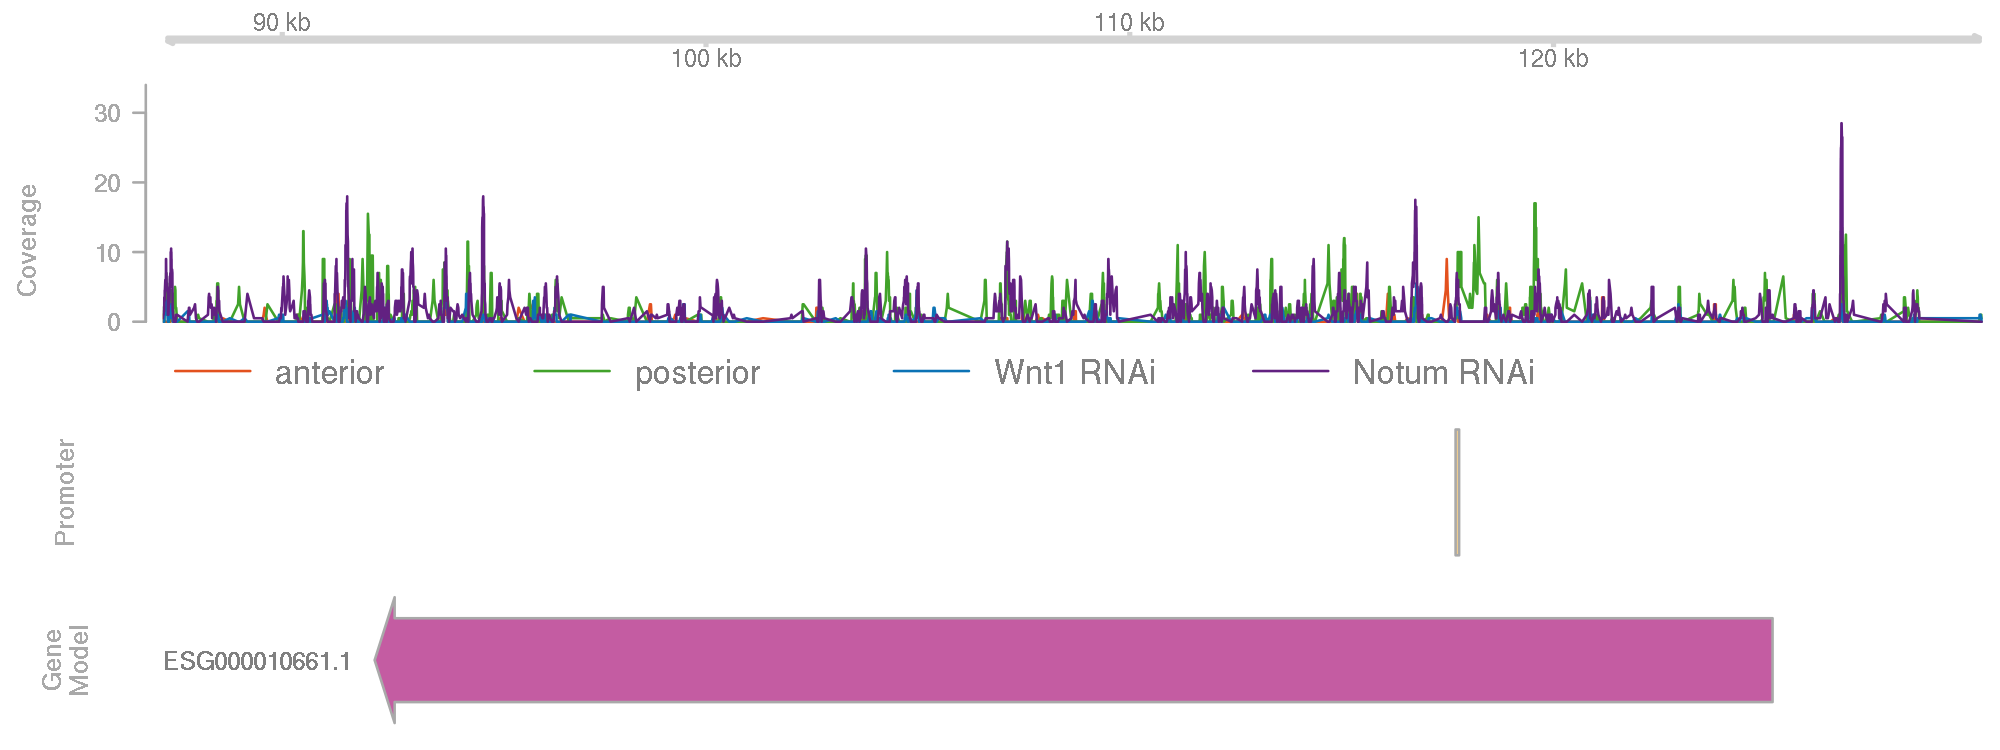 90 kb
110 kb
100 kb
120 kb
Coverage
30
20
10
0
anterior
posterior
Wnt1 RNAi
Notum RNAi
Promoter
Gene
Model
ESG000010661.1